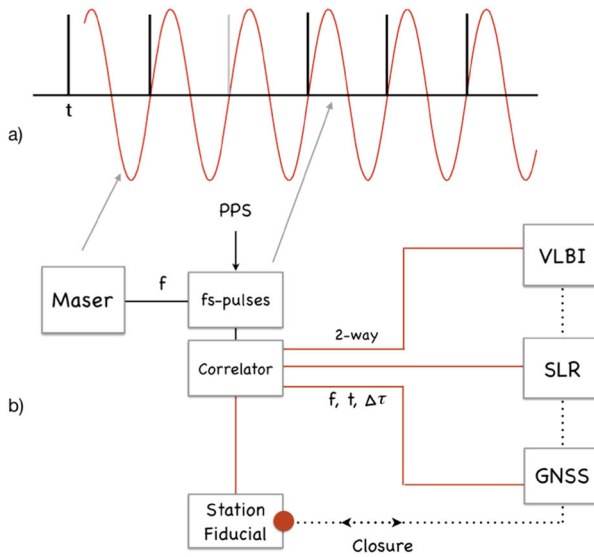 t
a)
PPS
f
Maser
fs-pulses
VLBI
2-way
Correlator
SLR
f, t, Δτ
b)
GNSS
Station
Fiducial
Closure